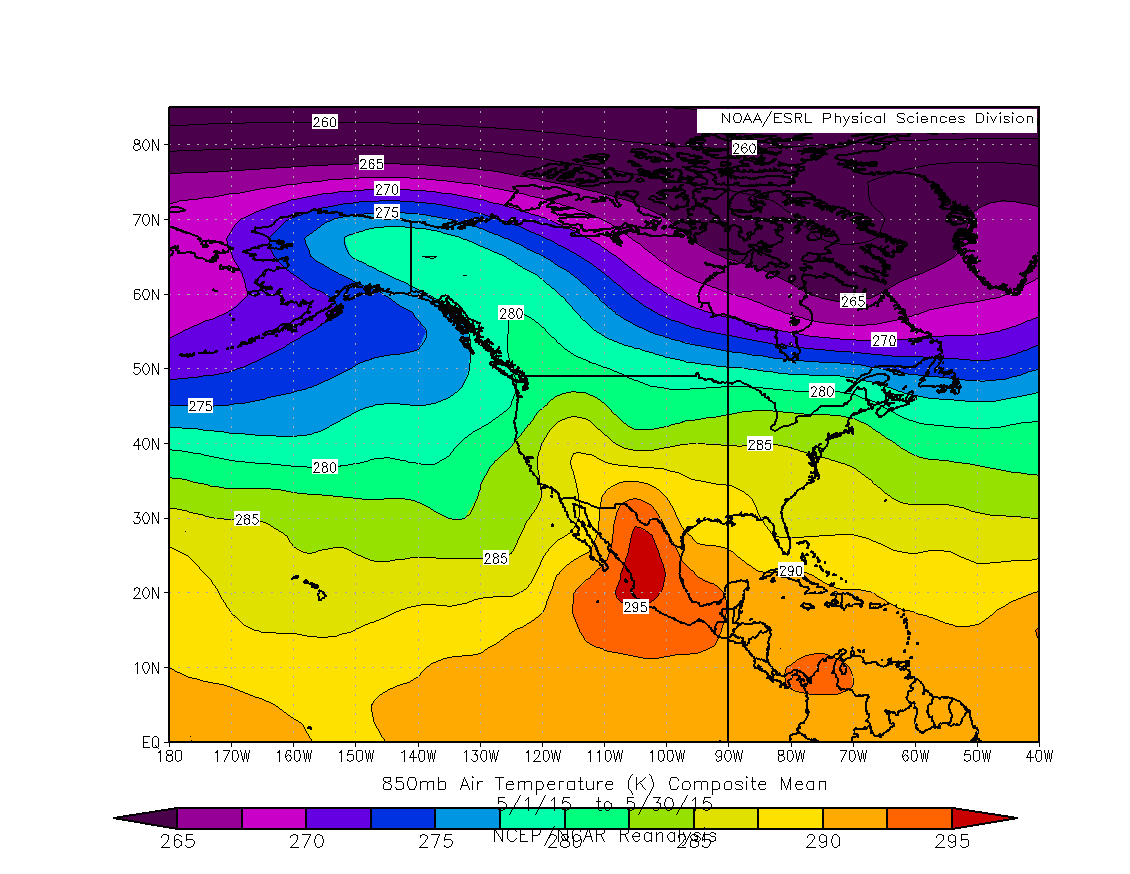 NOAA/ESRL Physical Sciences Division
260
260
80N
265
270
275
70N
60N
265
280
270
50N
280
275
40N
285
280
30N
285
285
290
20N
295
10N
EQ
180 170W 160W 150W 140W 130W 120W 110W 100W 90W 80W 70W 60W 50W 40W
850mb Air Temperature (K) Composite Mean
5/1/15 to 5/30/15
NCEP/NCAR Reanalysis
265 270 275 280 285 290 295